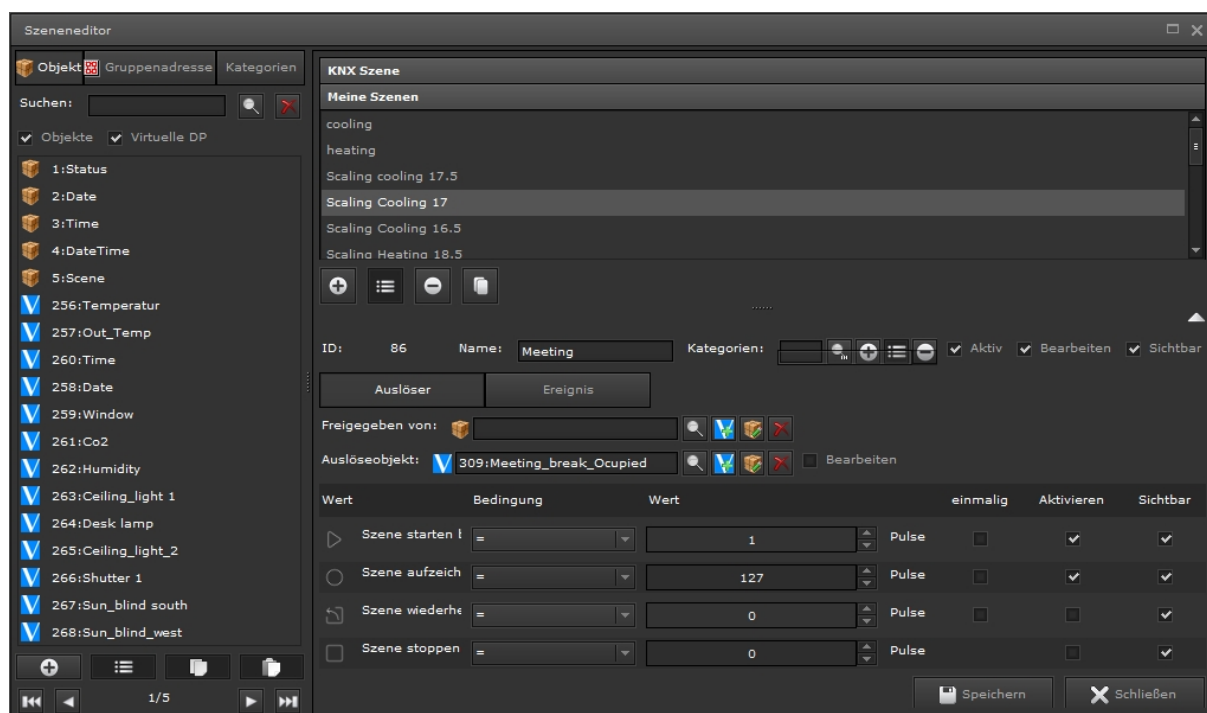 Szeneneditor
Objekt Gruppenadresse Kategorien
Suchen:
Objekte Virtuelle DP
1:Status
2:Date
3:Time
4:DateTime
5:Scene
256:Temperatur
257:Out_Temp
260:Time
258:Date
259:Window
261:Co2
262:Humidity
263:Ceiling_light 1
264:Desk lamp
265:Ceiling_light_2
266:Shutter 1
267:Sun_blind south
268:Sun_blind_west
1/5
KNX Szene
Meine Szenen
cooling
heating
Scaling cooling 17.5
Scaling Cooling 17
Scaling Cooling 16.5
Scaling Heating 18.5
ID: 86 Name: Meeting Kategorien: Aktiv Bearbeiten Sichtbar
Auslöser Ereignis
Freigegeben von:
Auslöseobjekt: 309:Meeting_break_Ocupied Bearbeiten
Wert Bedingung Wert einmalig Aktivieren Sichtbar
Szene starten = 1 Pulse
Szene aufzeich = 127 Pulse
Szene wiederhe = 0 Pulse
Szene stoppen = 0 Pulse
Speichern Schließen